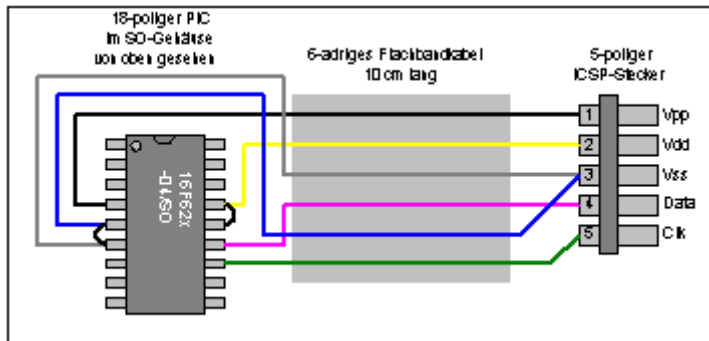 18-poliger PIC
im SO-Gehäuse
von oben gesehen
6-adriges Flachbandkabel
10 cm lang
5-poliger
ICSP-Stecker
1 Vpp
2 Vdd
3 Vss
4 Data
5 Clk
16F62X
-04/SO